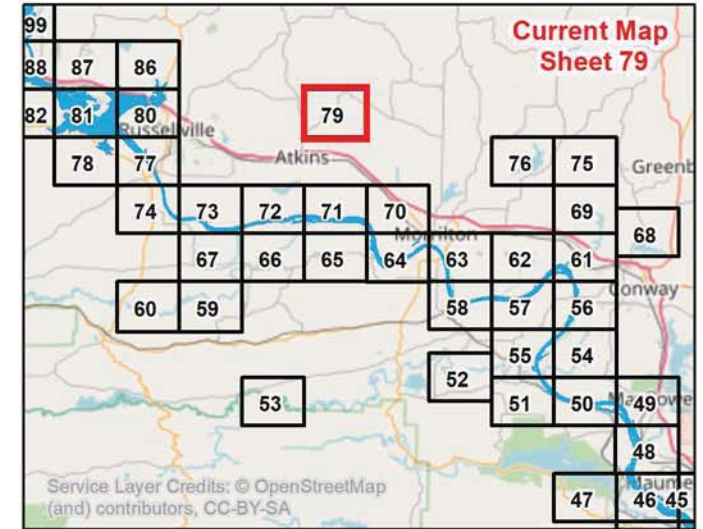 Current Map
Sheet 79
99
88 87 86
82 81 80
Russellville
79
Atkins
78 77
76 75
Greenb
74 73 72 71 70
69
68
Morrilton
67 66 65 64 63 62 61
Conway
60 59
58 57 56
55 54
52
53
51 50 49
48
Maume
47 46 45
Service Layer Credits: © OpenStreetMap
(and) contributors, CC-BY-SA